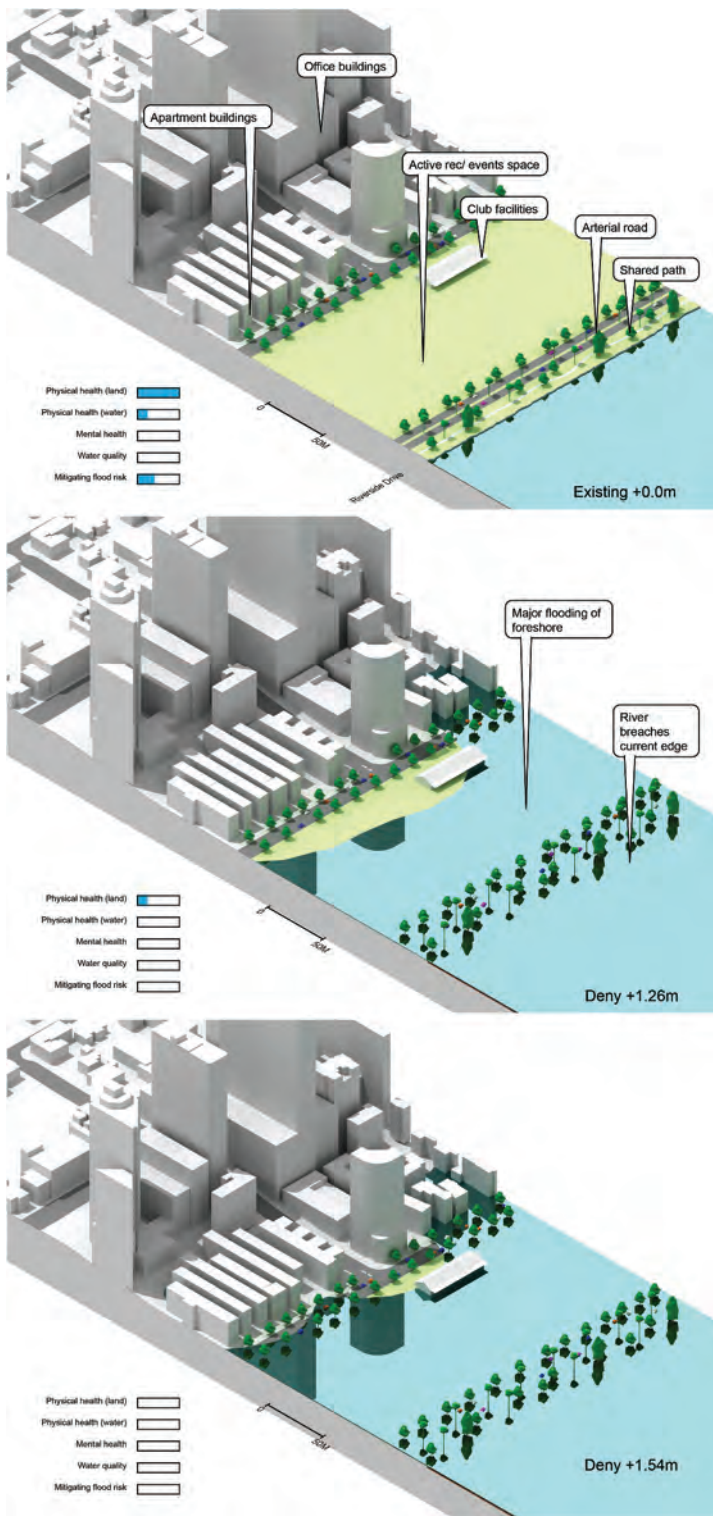 Office buildings
Apartment buildings
Active rec/ events space
Club facilities
Arterial road
Shared path
Physical health (land)
Physical health (water)
Mental health
Water quality
Mitigating flood risk
0
50M
Riverside Drive
Existing +0.0m
Major flooding of
foreshore
River
breaches
current edge
Physical health (land)
Physical health (water)
Mental health
Water quality
Mitigating flood risk
0
50M
Deny +1.26m
Physical health (land)
Physical health (water)
Mental health
Water quality
Mitigating flood risk
0
50M
Deny +1.54m